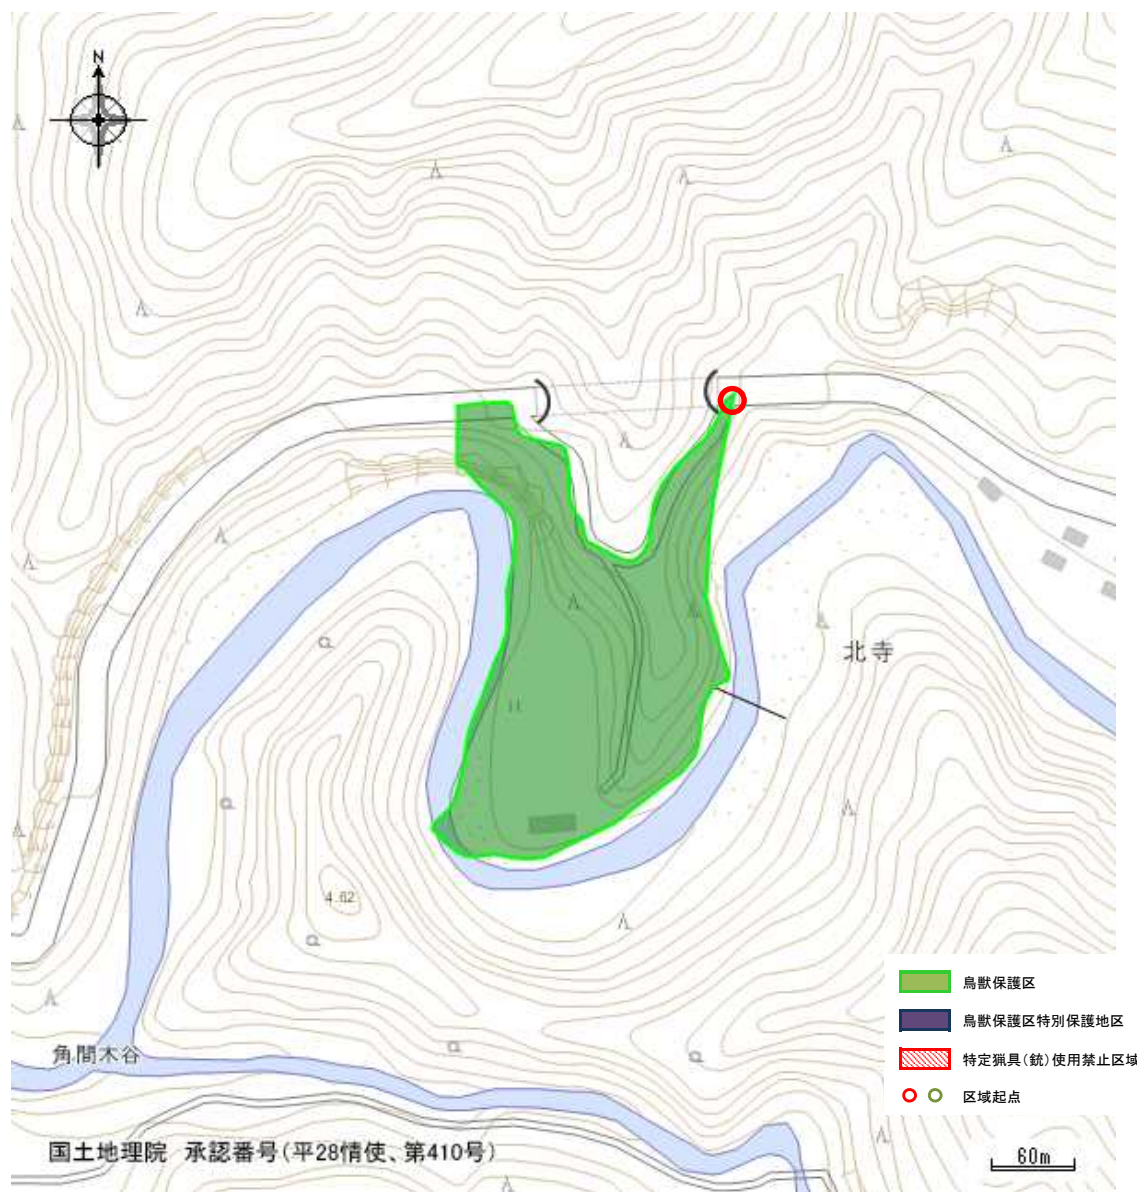 N
北寺
4.62
鳥獣保護区
鳥獣保護区特別保護地区
特定猟具(銃)使用禁止区域
区域起点
角間木谷
国土地理院 承認番号(平28情使、第410号)
60m